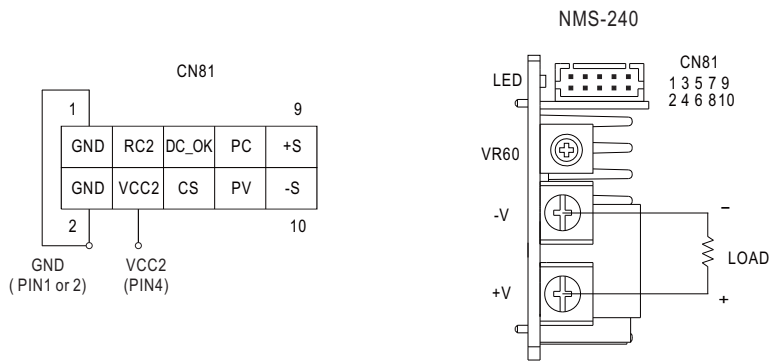 NMS-240
CN81
1 9
GND RC2 DC_OK PC +S
GND VCC2 CS PV -S
2 10
GND
( PIN1 or 2)
VCC2
(PIN4)
LED
CN81
1 3 5 7 9
2 4 6 8 10
VR60
-V
+V
−
LOAD
+